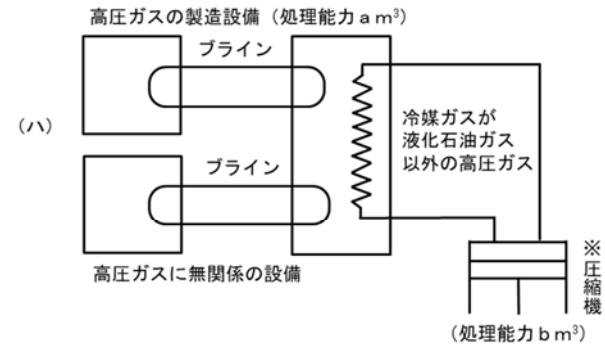 高圧ガスの製造設備（処理能力ａｍ³）
ブライン
（ハ）
冷媒ガスが
液化石油ガス
以外の高圧ガス
ブライン
高圧ガスに無関係の設備
※圧縮機
（処理能力ｂｍ³）